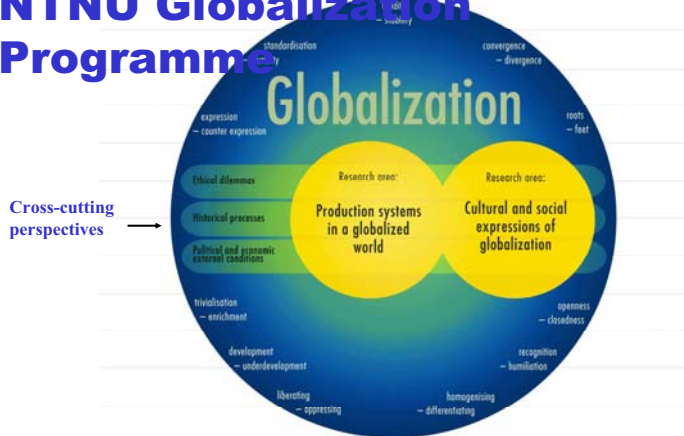 NTNU Globalization
Programme
standardisation
convergence
– divergence
Globalization
expression
– counter expression
roots
– feet
Ethical dilemmas
Historical processes
Political and economic
external conditions
Research area:
Production systems
in a globalized
world
Research area:
Cultural and social
expressions of
globalization
Cross-cutting
perspectives
trivialisation
– enrichment
openness
– closedness
development
– underdevelopment
recognition
– humiliation
liberating
– oppressing
homogenising
– differentiating